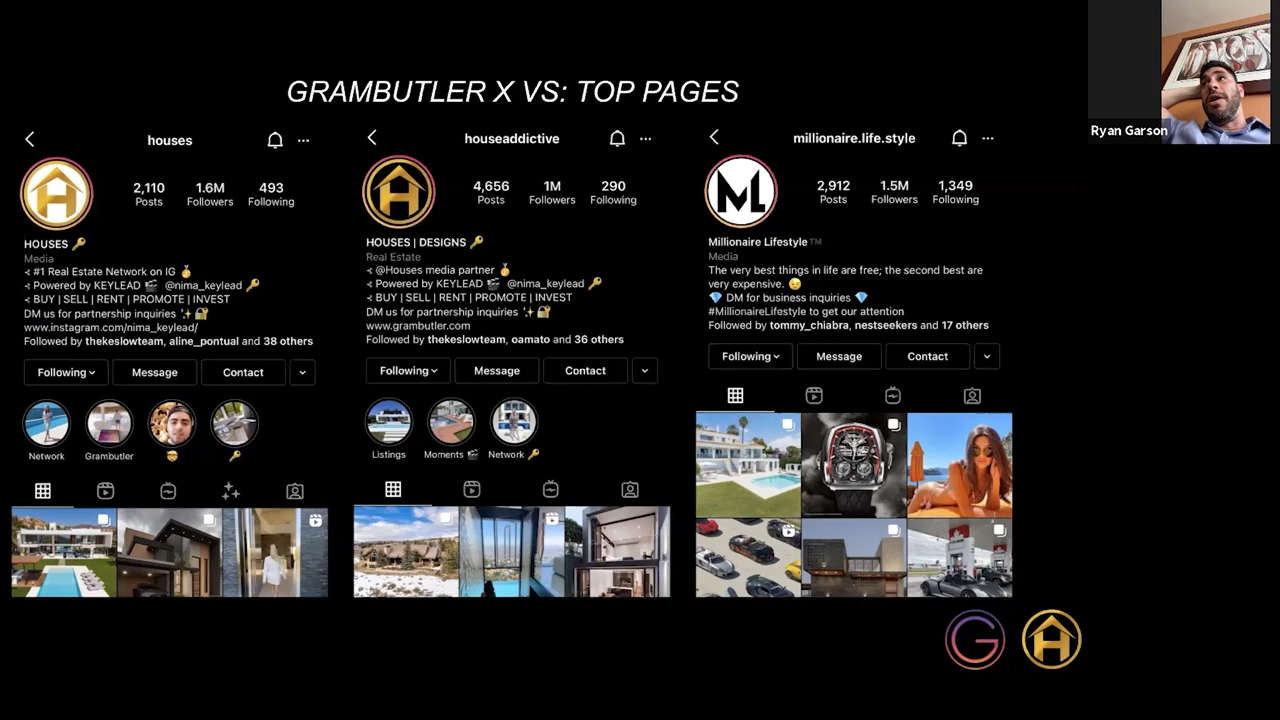 GRAMBUTLER X VS: TOP PAGES
Ryan Garson
houses
2,110 1.6M 493
Posts Followers Following
HOUSES 🔑
Media
⋞ #1 Real Estate Network on IG 🥇
⋞ Powered by KEYLEAD 🎬 @nima_keylead 🔑
⋞ BUY | SELL | RENT | PROMOTE | INVEST
DM us for partnership inquiries ✨🔐
www.instagram.com/nima_keylead/
Followed by thekeslowteam, aline_pontual and 38 others
Following Message Contact
Network Grambutler 🤯 🔑
houseaddictive
4,656 1M 290
Posts Followers Following
HOUSES | DESIGNS 🔑
Real Estate
⋞ @Houses media partner 🥇
⋞ Powered by KEYLEAD 🎬 @nima_keylead 🔑
⋞ BUY | SELL | RENT | PROMOTE | INVEST
DM us for partnership inquiries ✨🔐
www.grambutler.com
Followed by thekeslowteam, oamato and 36 others
Following Message Contact
Listings Moments 🎬 Network 🔑
millionaire.life.style
ML
2,912 1.5M 1,349
Posts Followers Following
Millionaire Lifestyle™️
Media
The very best things in life are free; the second best are
very expensive. 😉
💎 DM for business inquiries 💎
#MillionaireLifestyle to get our attention
Followed by tommy_chiabra, nestseekers and 17 others
Following Message Contact
G